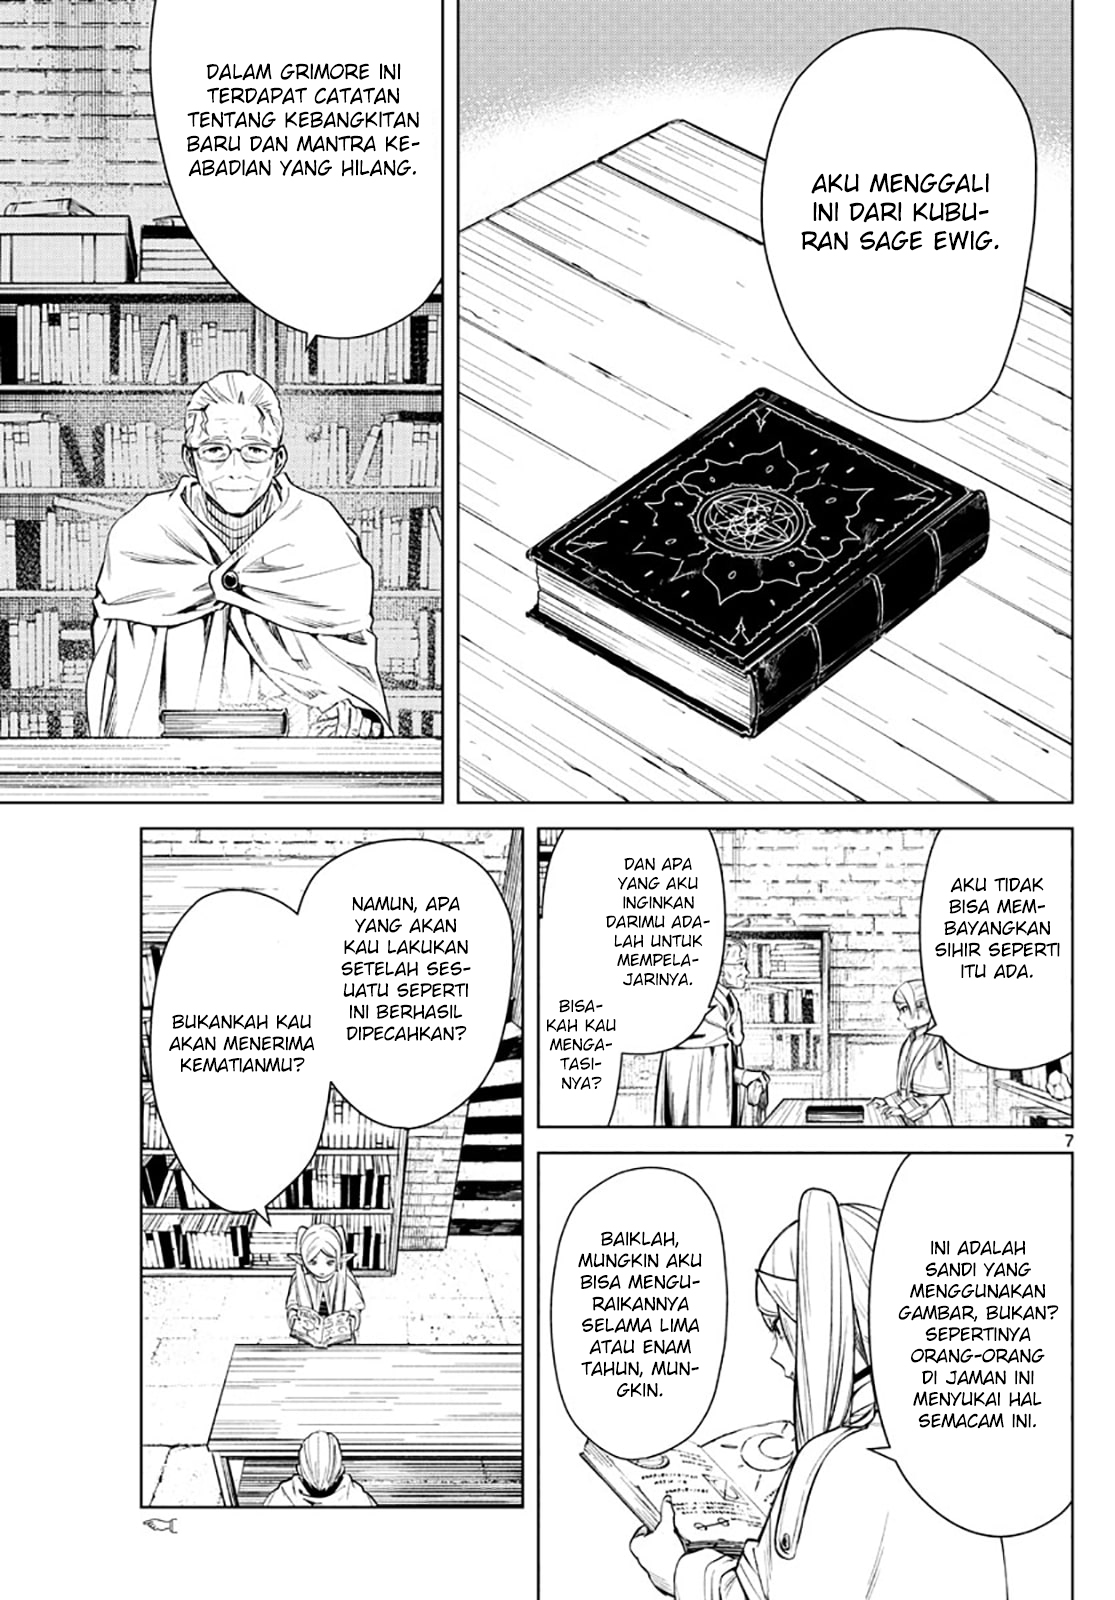 AKU MENGGALI
INI DARI KUBU-
RAN SAGE EWIG.
DALAM GRIMORE INI
TERDAPAT CATATAN
TENTANG KEBANGKITAN
BARU DAN MANTRA KE-
ABADIAN YANG HILANG.
AKU TIDAK
BISA MEM-
BAYANGKAN
SIHIR SEPERTI
ITU ADA.
DAN APA
YANG AKU
INGINKAN
DARIMU ADA-
LAH UNTUK
MEMPELA-
JARINYA.
BISA-
KAH KAU
MENGA-
TASI-
NYA?
7
INI ADALAH
SANDI YANG
MENGGUNAKAN
GAMBAR, BUKAN?
SEPERTINYA
ORANG-ORANG
DI JAMAN INI
MENYUKAI HAL
SEMACAM INI.
BAIKLAH,
MUNGKIN AKU
BISA MENGU-
RAIKANNYA
SELAMA LIMA
ATAU ENAM
TAHUN, MUN-
GKIN.
NAMUN, APA
YANG AKAN
KAU LAKUKAN
SETELAH SES-
UATU SEPERTI
INI BERHASIL
DIPECAHKAN?
BUKANKAH KAU
AKAN MENERIMA
KEMATIANMU?